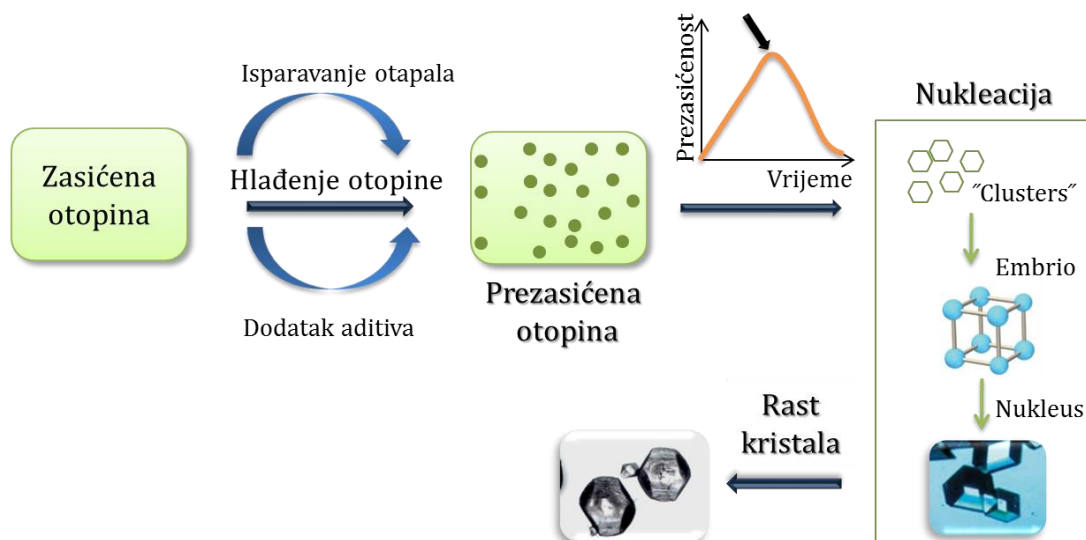 Zasićena
otopina
Isparavanje otapala
Hlađenje otopine
Dodatak aditiva
Prezasićena
otopina
Prezasićenost
Vrijeme
Nukleacija
˝Clusters˝
Embrio
Nukleus
Rast
kristala